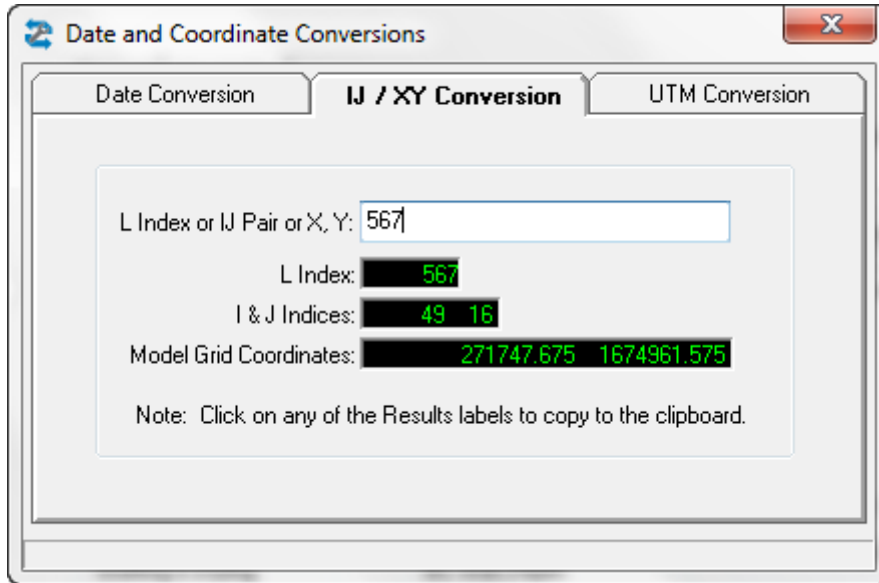 Date and Coordinate Conversions
Date Conversion IJ / XY Conversion UTM Conversion
L Index or IJ Pair or X, Y: 567
L Index: 567
I & J Indices: 49 16
Model Grid Coordinates: 271747.675 1674961.575
Note: Click on any of the Results labels to copy to the clipboard.